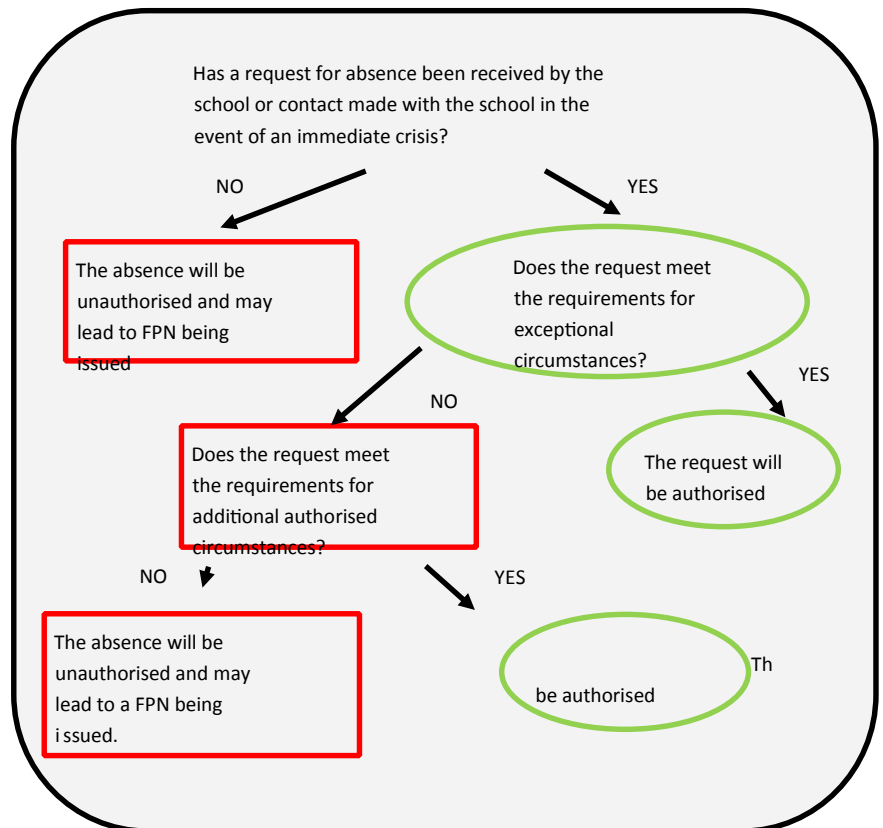 Has a request for absence been received by the
school or contact made with the school in the
event of an immediate crisis?
NO
YES
The absence will be
unauthorised and may
lead to FPN being
issued
Does the request meet
the requirements for
exceptional
circumstances?
NO
YES
Does the request meet
the requirements for
additional authorised
circumstances?
The request will
be authorised
NO
YES
The absence will be
unauthorised and may
lead to a FPN being
issued.
Th
be authorised